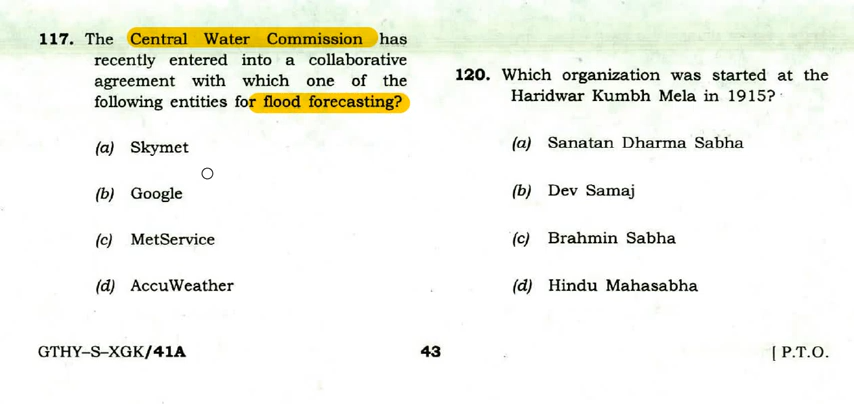 117. The Central Water Commission has
recently entered into a collaborative
agreement with which one of the
following entities for flood forecasting?
(a) Skymet
(b) Google
(c) MetService
(d) AccuWeather
120. Which organization was started at the
Haridwar Kumbh Mela in 1915?
(a) Sanatan Dharma Sabha
(b) Dev Samaj
(c) Brahmin Sabha
(d) Hindu Mahasabha
GTHY–S–XGK/41A
43
[ P.T.O.